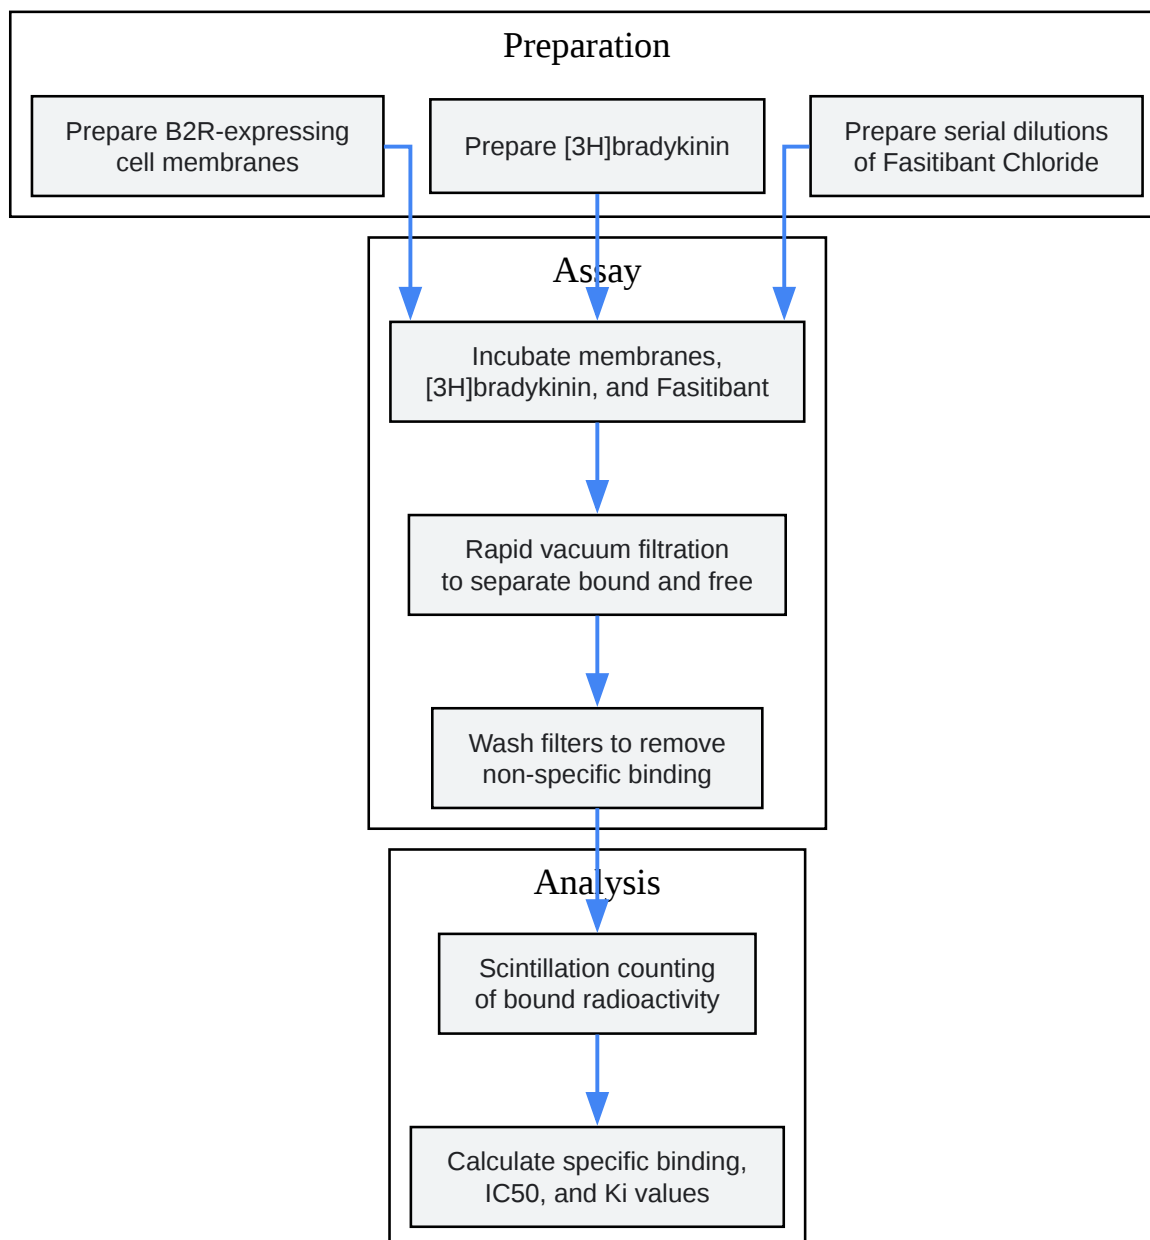 Preparation
Prepare B2R-expressing
cell membranes
Prepare [3H]bradykinin
Prepare serial dilutions
of Fasitibant Chloride
Assay
Incubate membranes,
[3H]bradykinin, and Fasitibant
Rapid vacuum filtration
to separate bound and free
Wash filters to remove
non-specific binding
Analysis
Scintillation counting
of bound radioactivity
Calculate specific binding,
IC50, and Ki values